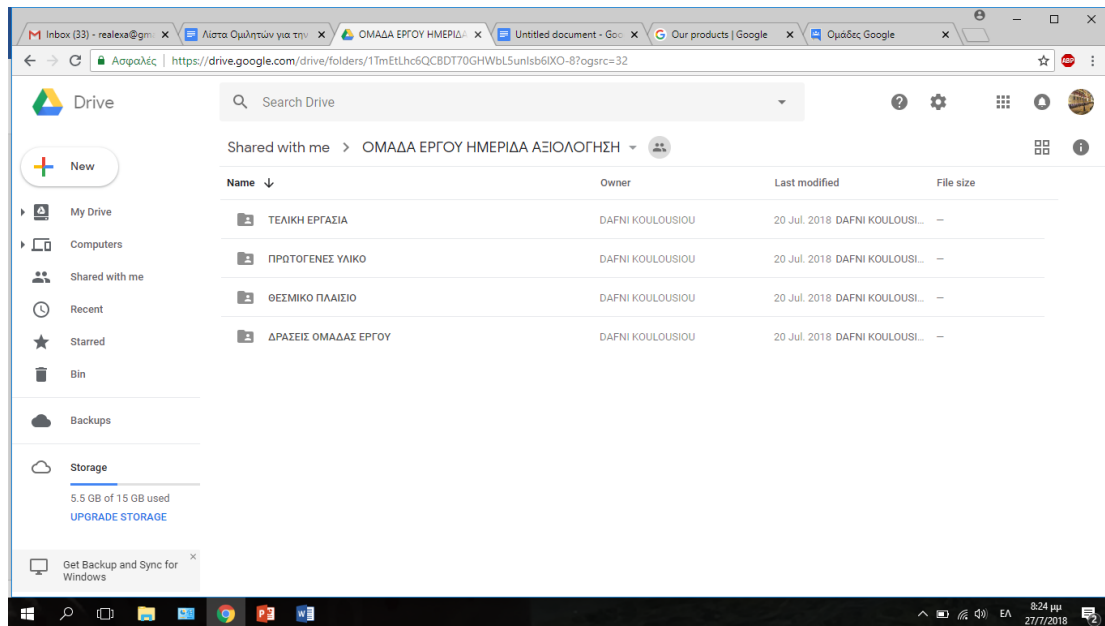 Inbox (33) - realexa@gm
Λίστα Ομιλητών για την
ΟΜΑΔΑ ΕΡΓΟΥ ΗΜΕΡΙΔΑ
Untitled document - Goo
Our products | Google
Ομάδες Google
Ασφαλές | https://drive.google.com/drive/folders/1TmEtLhc6QCBDT70GHWbL5unIsb6lXO-8?ogsrc=32
ABP
Drive
Search Drive
New
Shared with me > ΟΜΑΔΑ ΕΡΓΟΥ ΗΜΕΡΙΔΑ ΑΞΙΟΛΟΓΗΣΗ
Name Owner Last modified File size
ΤΕΛΙΚΗ ΕΡΓΑΣΙΑ DAFNI KOULOUSIOU 20 Jul. 2018 DAFNI KOULOUSI... –
ΠΡΩΤΟΓΕΝΕΣ ΥΛΙΚΟ DAFNI KOULOUSIOU 20 Jul. 2018 DAFNI KOULOUSI... –
ΘΕΣΜΙΚΟ ΠΛΑΙΣΙΟ DAFNI KOULOUSIOU 20 Jul. 2018 DAFNI KOULOUSI... –
ΔΡΑΣΕΙΣ ΟΜΑΔΑΣ ΕΡΓΟΥ DAFNI KOULOUSIOU 20 Jul. 2018 DAFNI KOULOUSI... –
My Drive
Computers
Shared with me
Recent
Starred
Bin
Backups
Storage
5.5 GB of 15 GB used
UPGRADE STORAGE
Get Backup and Sync for
Windows
ΕΛ
8:24 μμ
27/7/2018
2